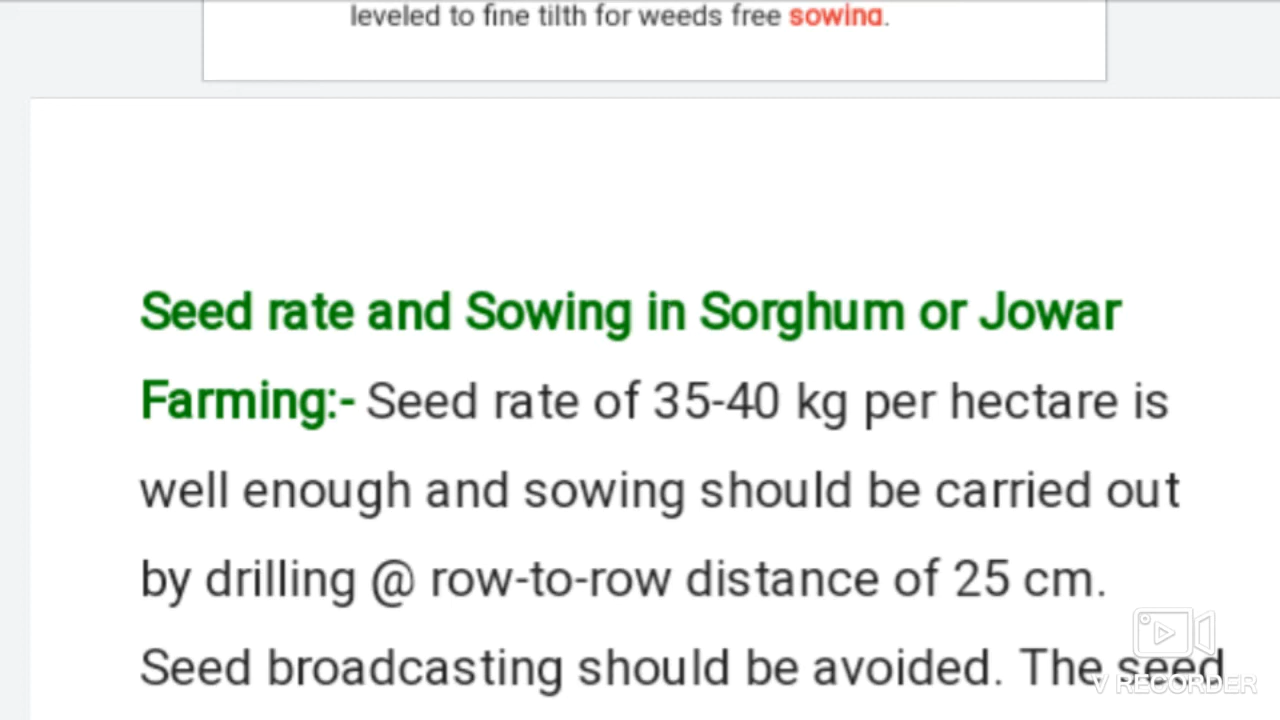 leveled to fine tilth for weeds free sowing.
Seed rate and Sowing in Sorghum or Jowar
Farming:- Seed rate of 35-40 kg per hectare is
well enough and sowing should be carried out
by drilling @ row-to-row distance of 25 cm.
Seed broadcasting should be avoided. The seed
V RECORDER